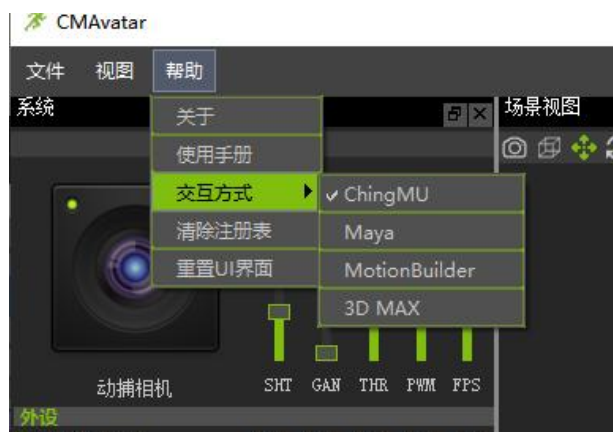 CMAvatar
文件 视图 帮助
系统
场景视图
关于
使用手册
交互方式
清除注册表
重置UI界面
ChingMU
Maya
MotionBuilder
3D MAX
动捕相机
SHT GAN THR PWM FPS
外设